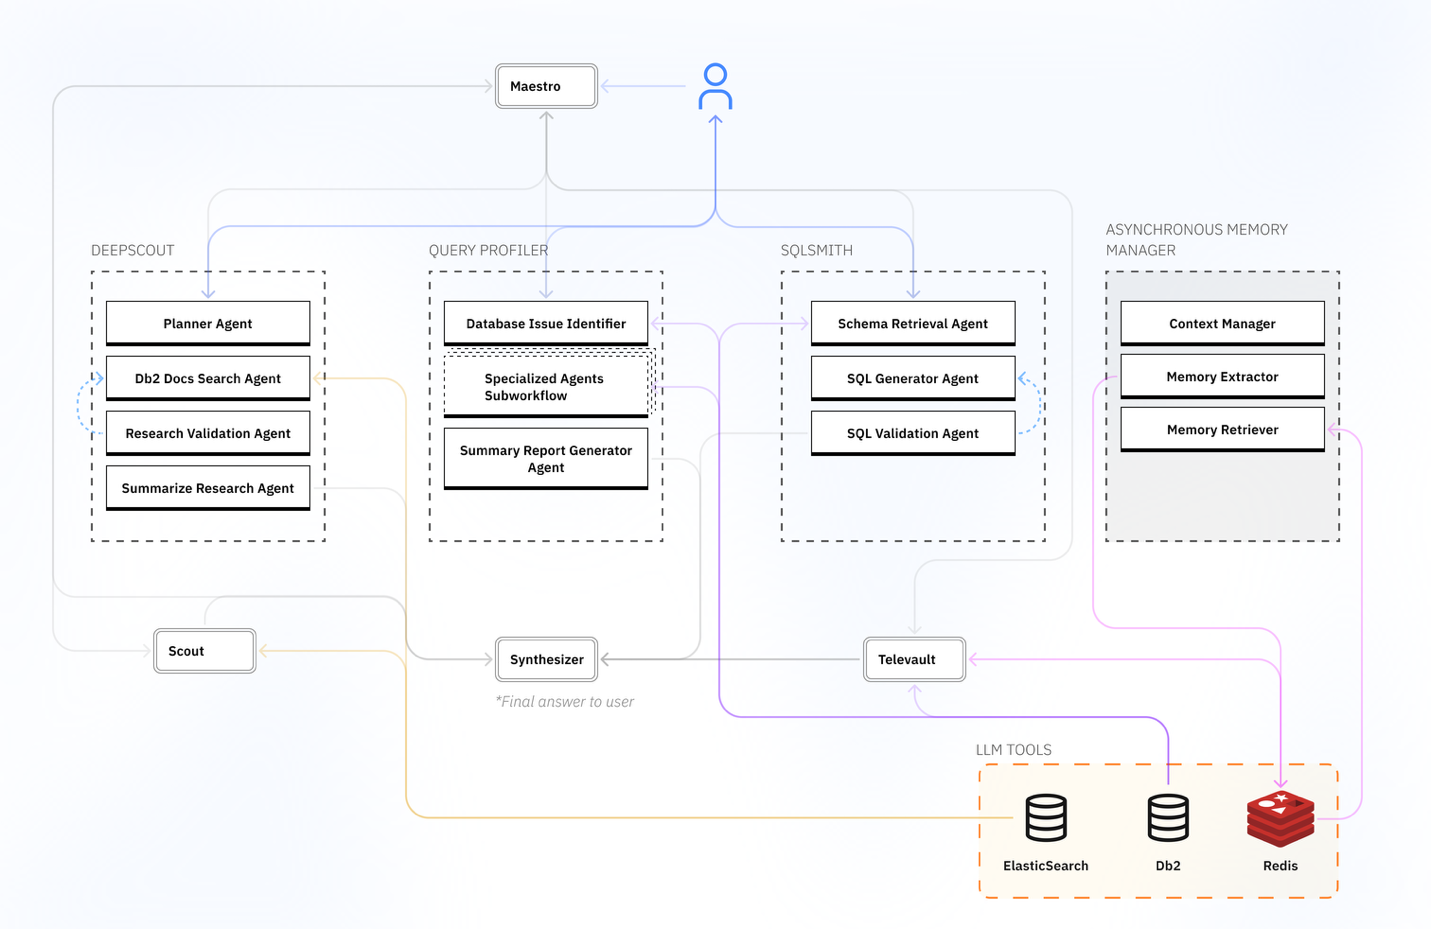 Maestro
DEEPSCOUT
Planner Agent
Db2 Docs Search Agent
Research Validation Agent
Summarize Research Agent
QUERY PROFILER
Database Issue Identifier
Specialized Agents
Subworkflow
Summary Report Generator
Agent
SQLSMITH
Schema Retrieval Agent
SQL Generator Agent
SQL Validation Agent
ASYNCHRONOUS MEMORY
MANAGER
Context Manager
Memory Extractor
Memory Retriever
Scout
Synthesizer
*Final answer to user
Televault
LLM TOOLS
ElasticSearch
Db2
Redis